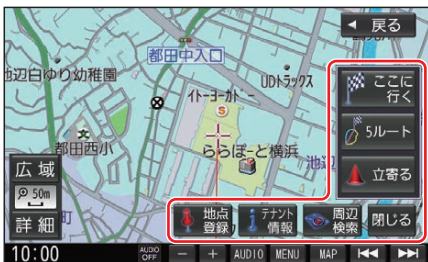 戻る
都田中入口
池辺白ゆり幼稚園
UDトラックス
イトーヨーカドー
S
ここに
行く
5ルート
都田西小
ららぽーと横浜
池辺
立寄る
広域
50m
詳細
町
地点
登録
テナント
情報
周辺
検索
閉じる
10:00
AUDIO
OFF
－
＋
AUDIO
MENU
MAP